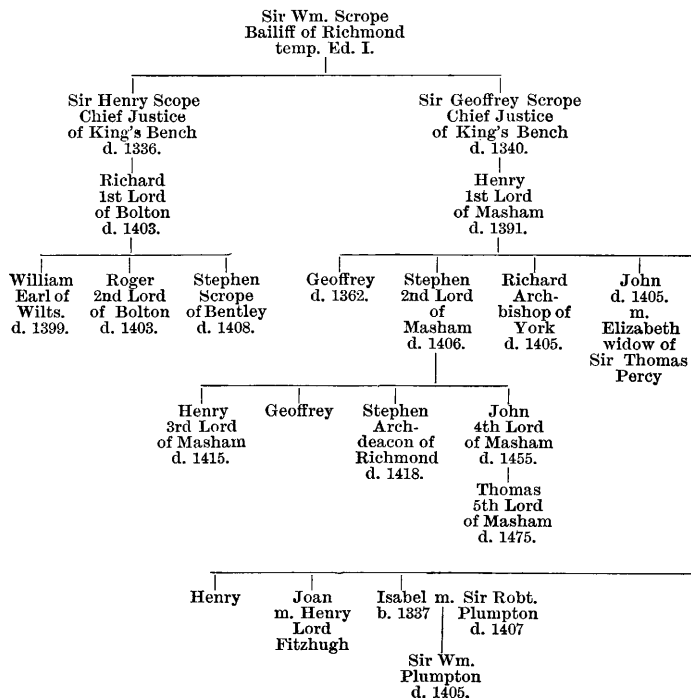 Sir Wm. Scrope
Bailiff of Richmond
temp. Ed. I.
Sir Henry Scope
Chief Justice
of King's Bench
d. 1336.
Sir Geoffrey Scrope
Chief Justice
of King's Bench
d. 1340.
Richard
1st Lord
of Bolton
d. 1403.
Henry
1st Lord
of Masham
d. 1391.
William
Earl of
Wilts.
d. 1399.
Roger
2nd Lord
of Bolton
d. 1403.
Stephen
Scrope
of Bentley
d. 1408.
Geoffrey
d. 1362.
Stephen
2nd Lord
of
Masham
d. 1406.
Richard
Arch-
bishop of
York
d. 1405.
John
d. 1405.
m.
Elizabeth
widow of
Sir Thomas
Percy
Henry
3rd Lord
of Masham
d. 1415.
Geoffrey
Stephen
Arch-
deacon of
Richmond
d. 1418.
John
4th Lord
of Masham
d. 1455.
Thomas
5th Lord
of Masham
d. 1475.
Henry
Joan
m. Henry
Lord
Fitzhugh
Isabel m. Sir Robt.
b. 1337 Plumpton
d. 1407
Sir Wm.
Plumpton
d. 1405.